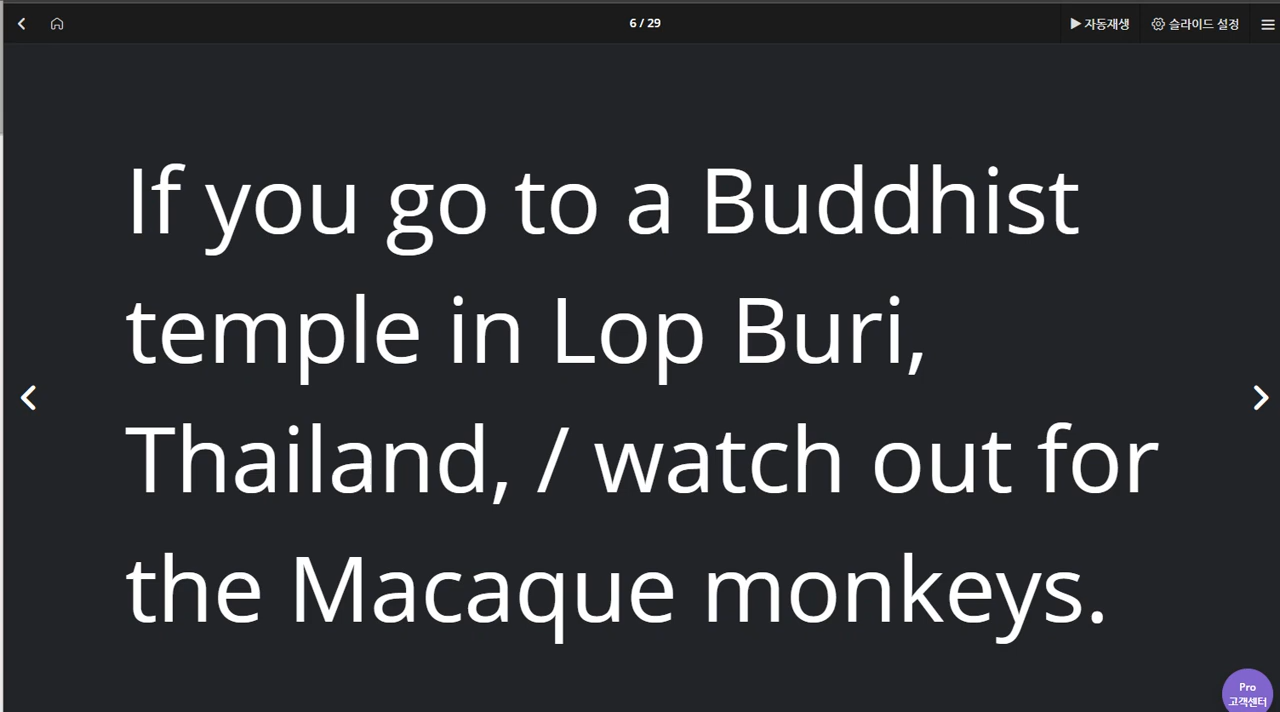 6 / 29
자동재생
슬라이드 설정
If you go to a Buddhist
temple in Lop Buri,
Thailand, / watch out for
the Macaque monkeys.
Pro
고객센터